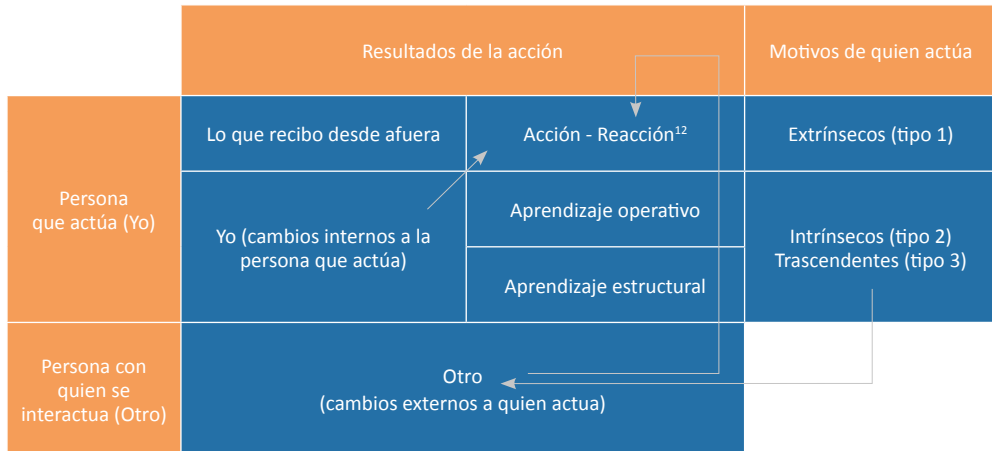 Resultados de la acción
Motivos de quien actúa
Persona
que actúa (Yo)
Lo que recibo desde afuera
Acción - Reacción¹²
Extrínsecos (tipo 1)
Yo (cambios internos a la
persona que actúa)
Aprendizaje operativo
Aprendizaje estructural
Intrínsecos (tipo 2)
Trascendentes (tipo 3)
Persona con
quien se
interactua (Otro)
Otro
(cambios externos a quien actua)